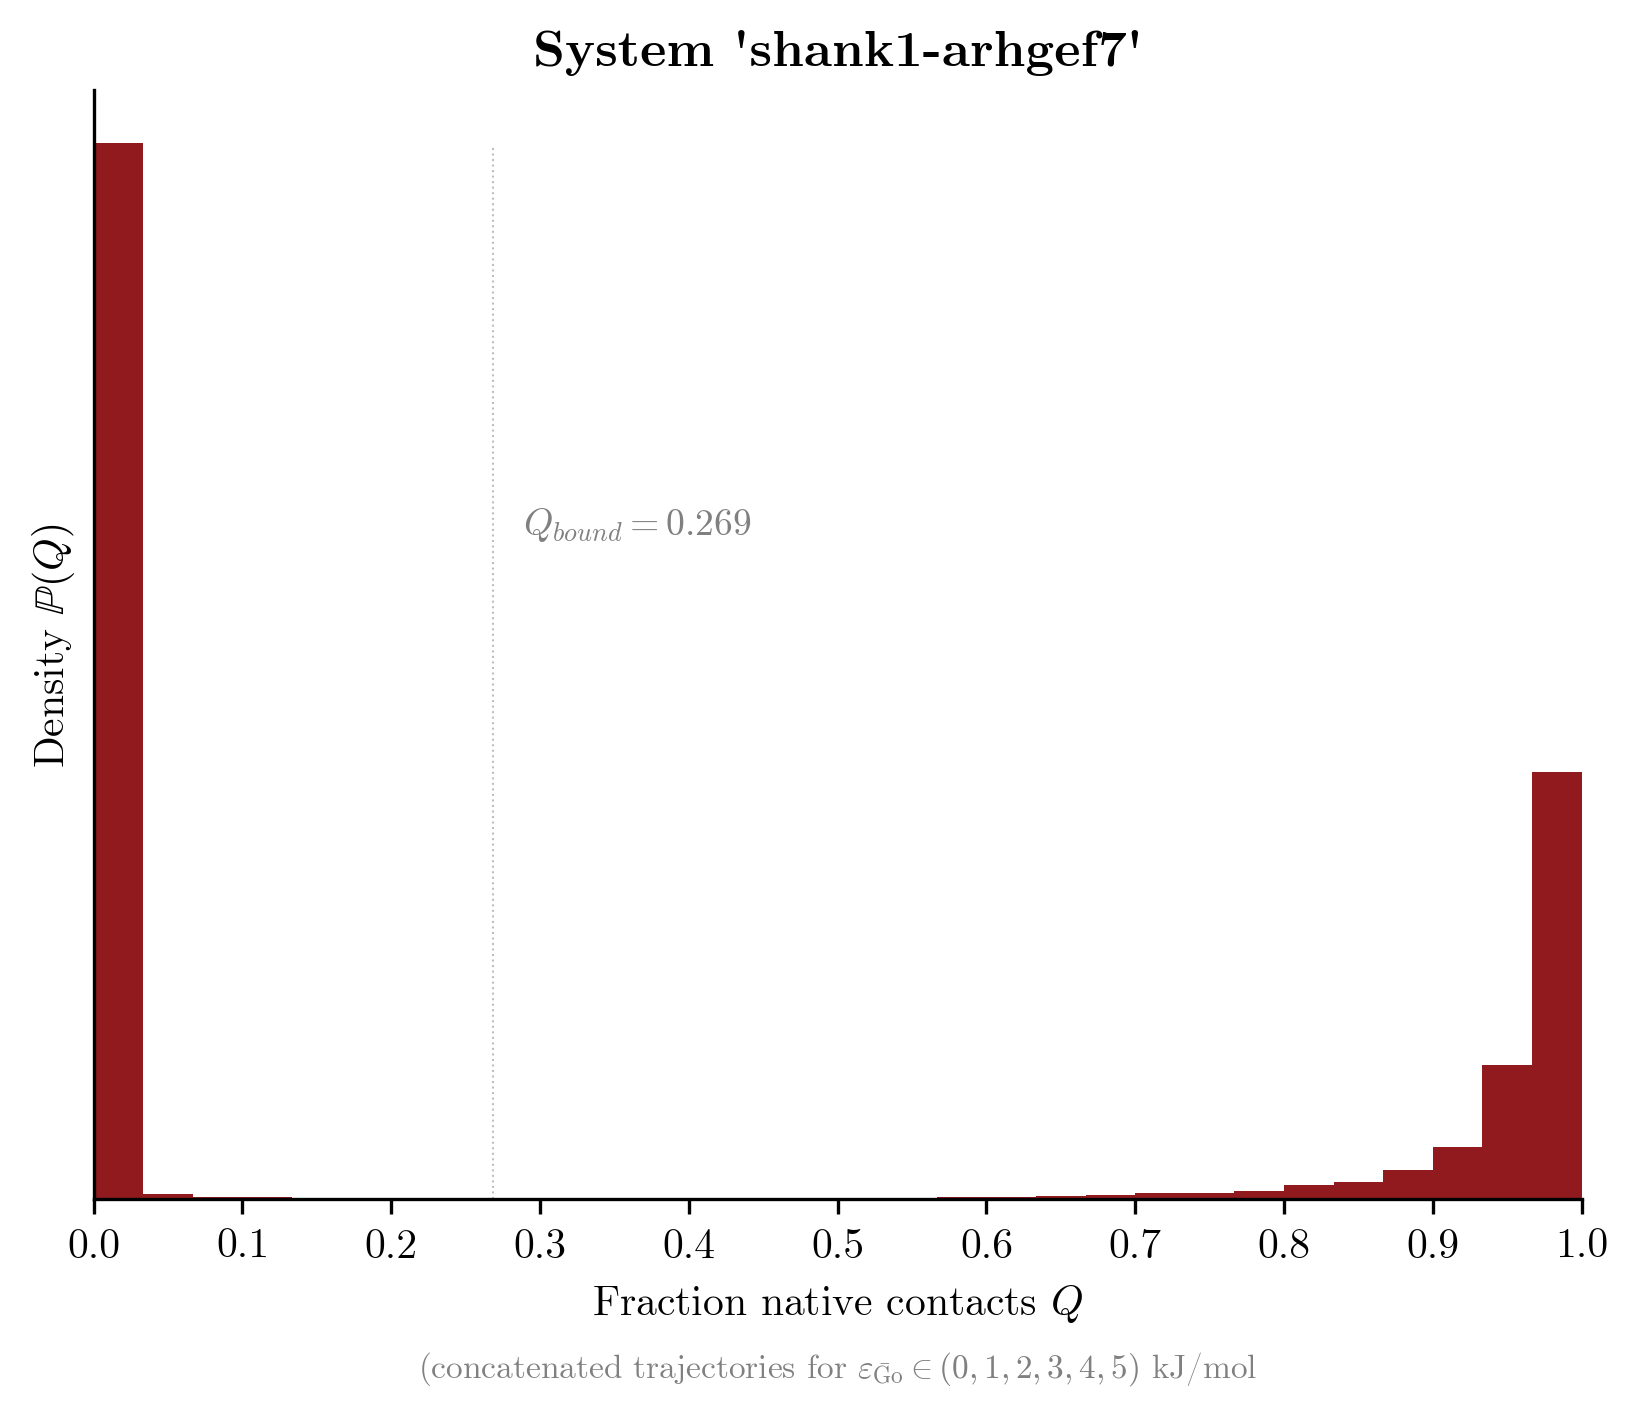 System 'shank1-arhgef7'
Density ℙ(Q)
Q_bound = 0.269
0.0 0.1 0.2 0.3 0.4 0.5 0.6 0.7 0.8 0.9 1.0
Fraction native contacts Q
(concatenated trajectories for ε_Ḡo ∈ (0, 1, 2, 3, 4, 5) kJ/mol